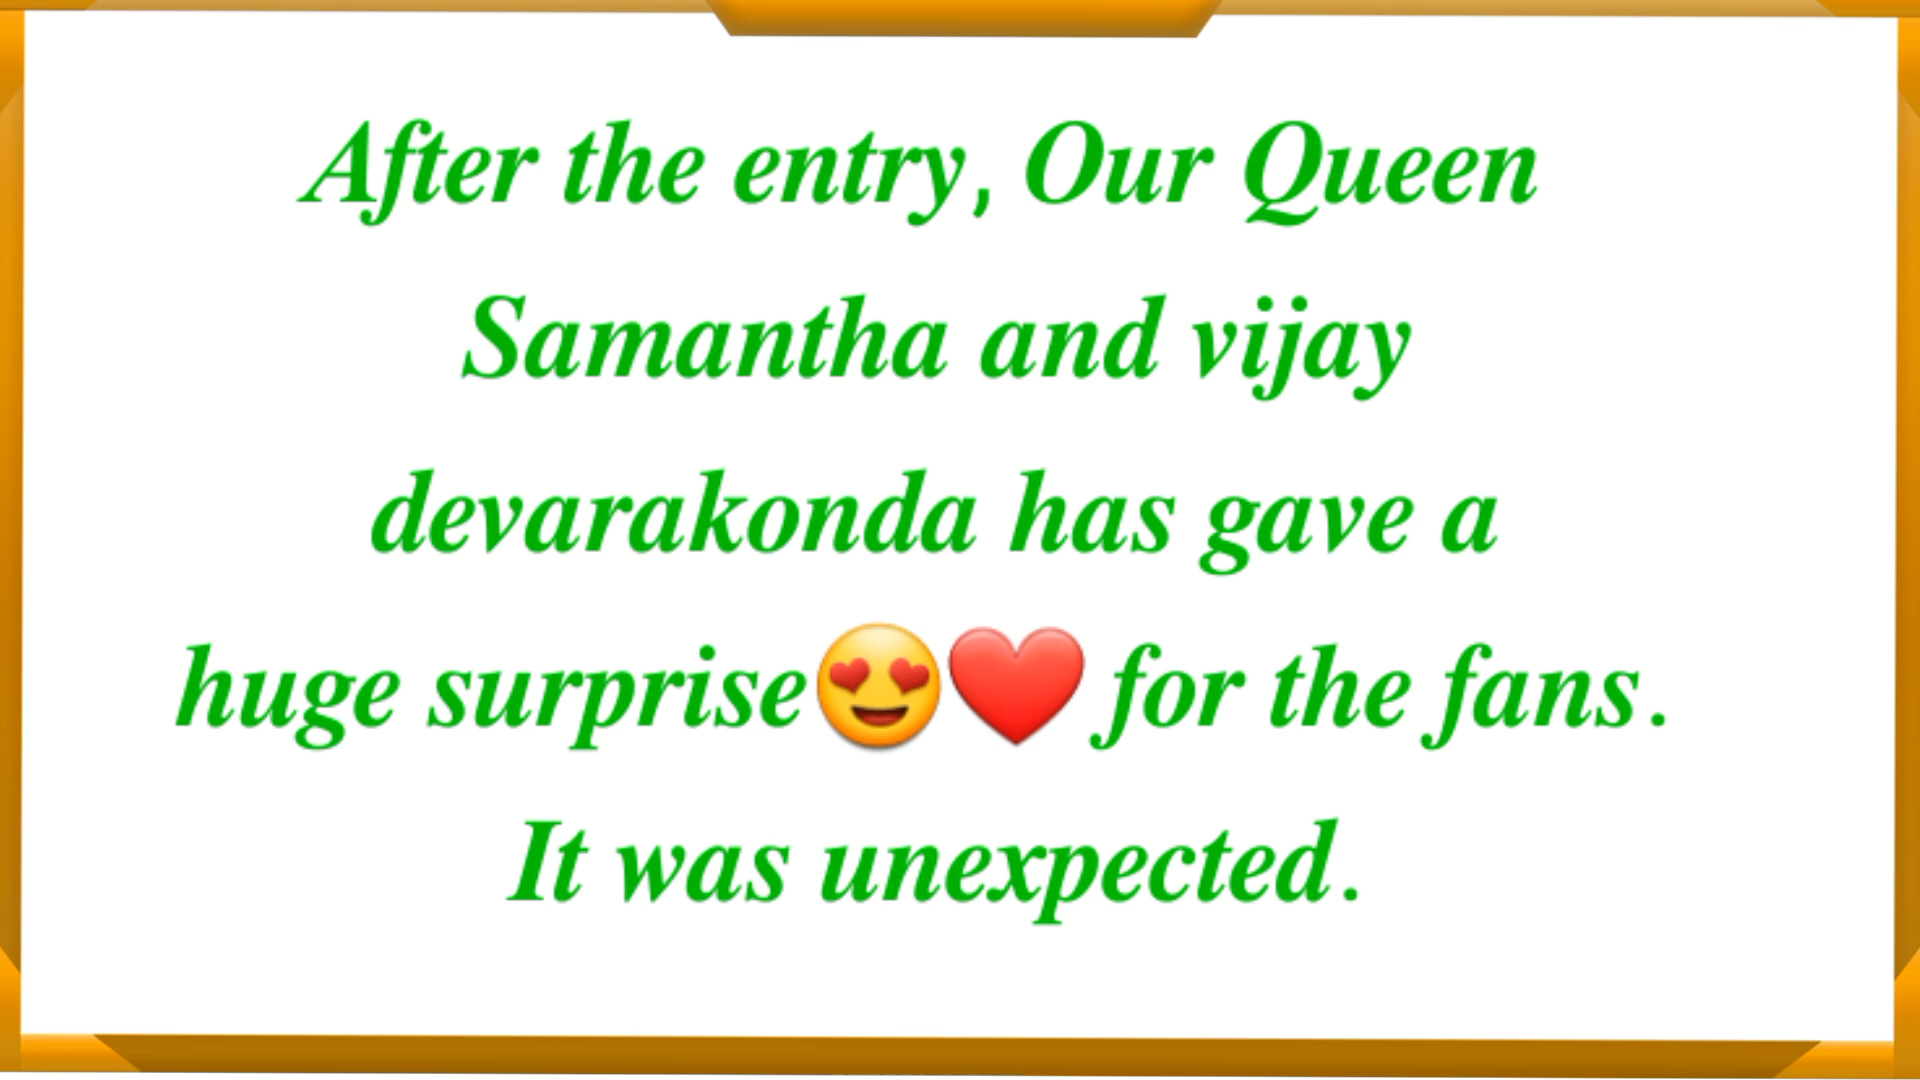 After the entry, Our Queen
Samantha and vijay
devarakonda has gave a
huge surprise😍❤️ for the fans.
It was unexpected.